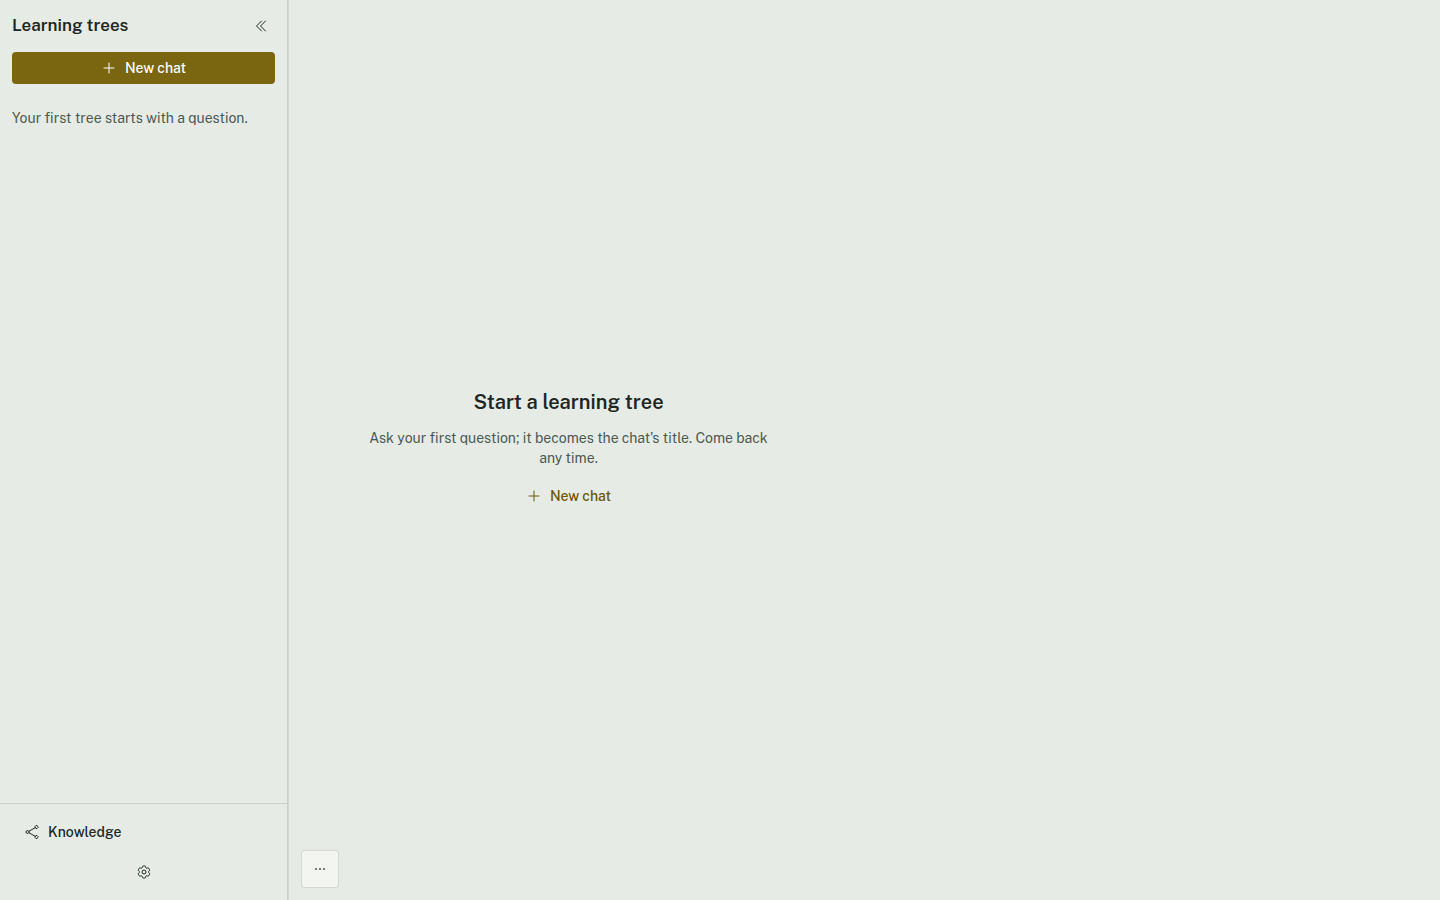 Learning trees
New chat
Your first tree starts with a question.
Start a learning tree
Ask your first question; it becomes the chat's title. Come back
any time.
New chat
Knowledge